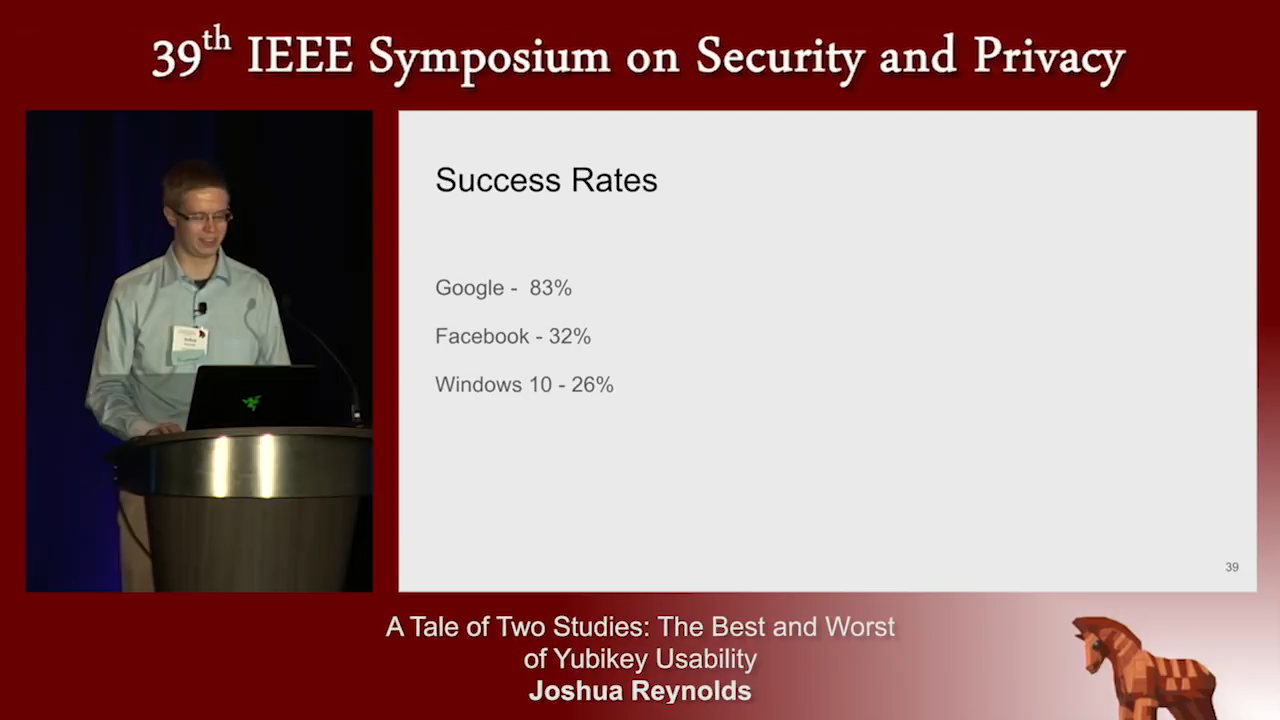 39th IEEE Symposium on Security and Privacy
Success Rates
Google - 83%
Facebook - 32%
Windows 10 - 26%
39
A Tale of Two Studies: The Best and Worst
of Yubikey Usability
Joshua Reynolds